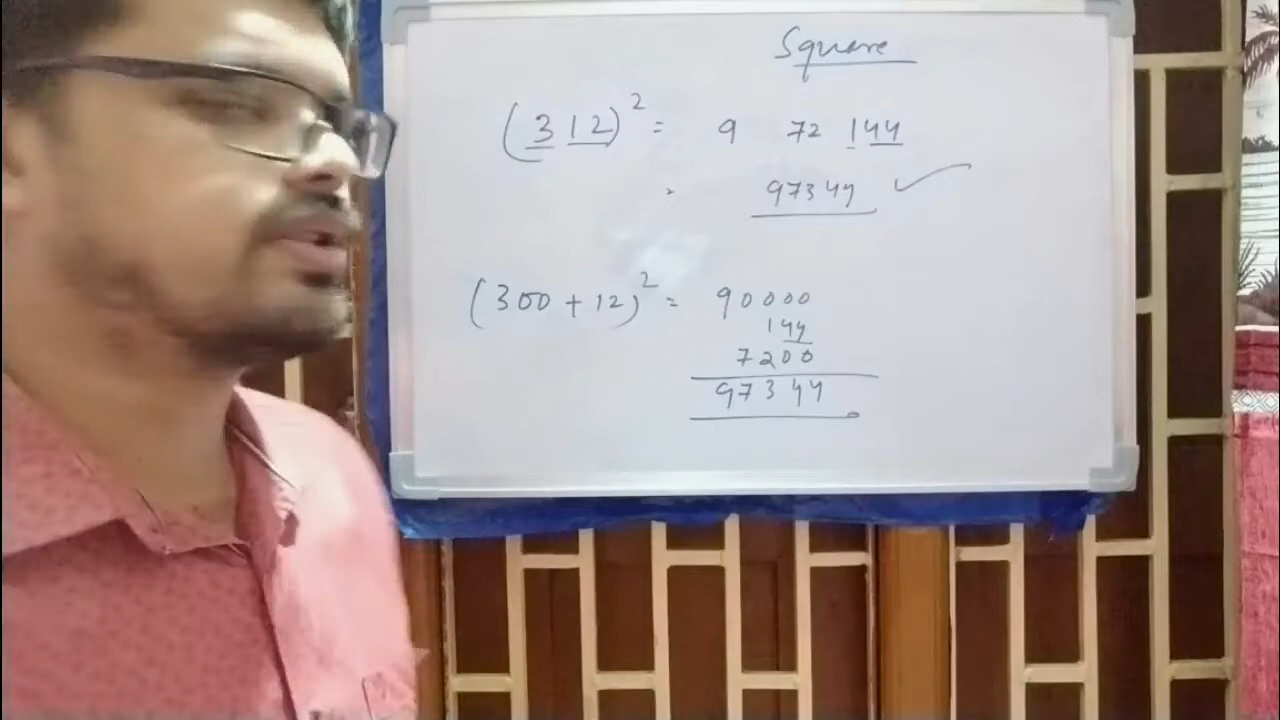 Square
(312)² = 9 72 144
97344
(300 + 12)² = 90000
144
7200
97344